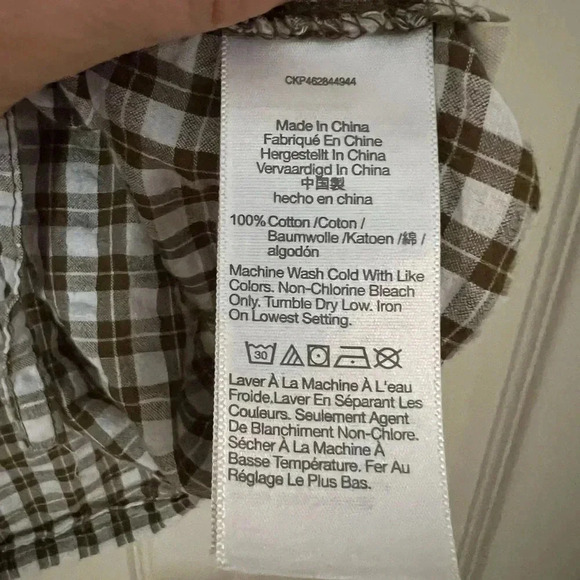 CKP462844944
Made In China
Fabriqué En Chine
Hergestellt In China
Vervaardigd In China
中国製
hecho en china
100% Cotton /Coton /
Baumwolle /Katoen /綿 /
algodón
Machine Wash Cold With Like
Colors. Non-Chlorine Bleach
Only. Tumble Dry Low. Iron
On Lowest Setting.
30
Laver À La Machine À L'eau
Froide,Laver En Séparant Les
Couleurs. Seulement Agent
De Blanchiment Non-Chlore.
Sécher À La Machine À
Basse Température. Fer Au
Réglage Le Plus Bas.